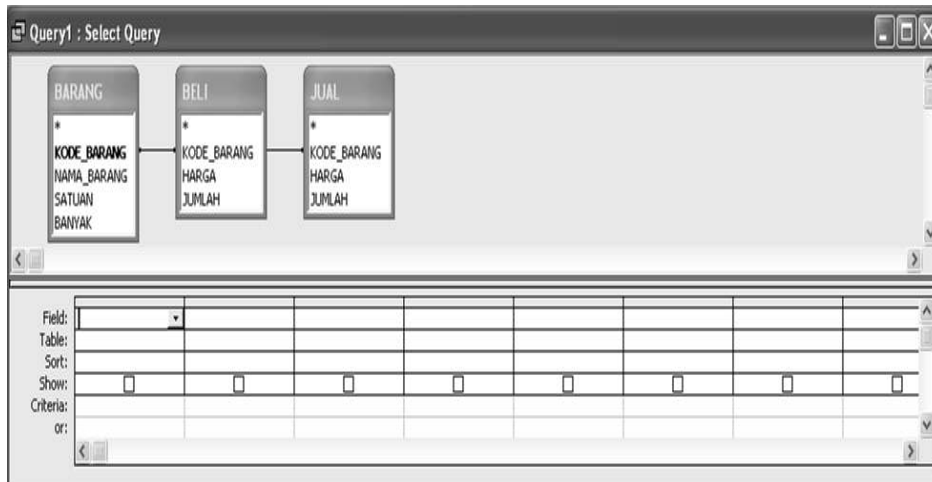 Query1 : Select Query
BARANG
*
KODE_BARANG
NAMA_BARANG
SATUAN
BANYAK
BELI
*
KODE_BARANG
HARGA
JUMLAH
JUAL
*
KODE_BARANG
HARGA
JUMLAH
Field:
Table:
Sort:
Show:
Criteria:
or: